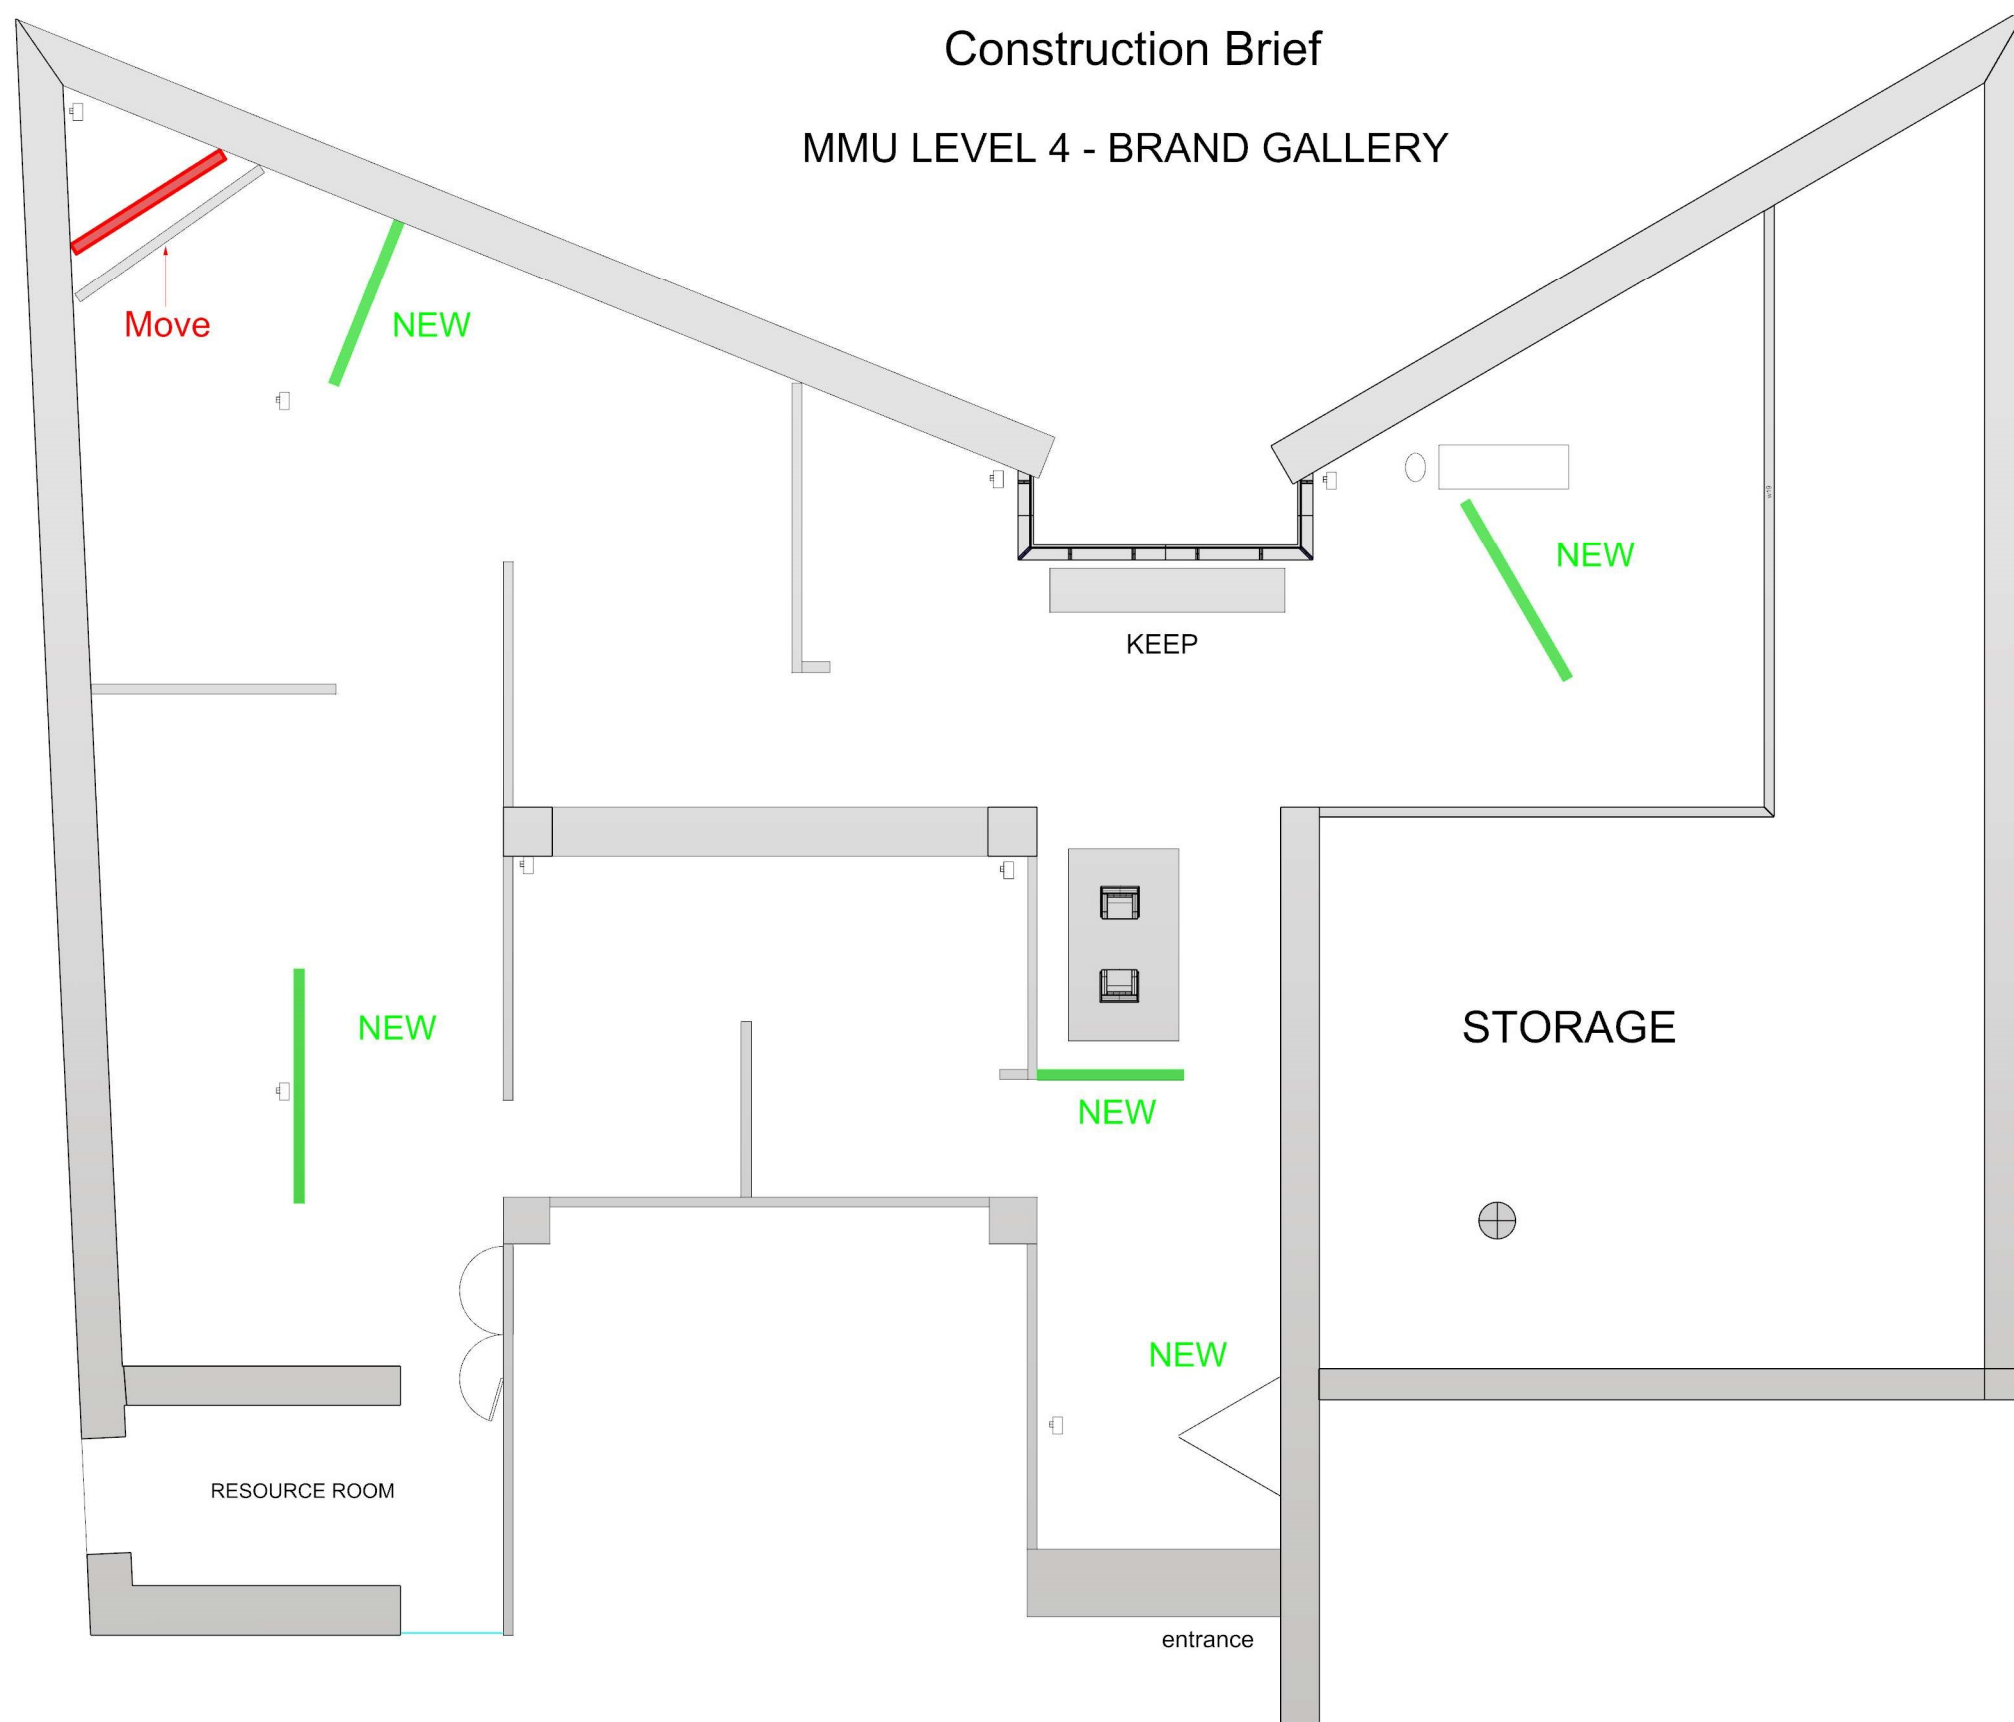 Construction Brief
MMU LEVEL 4 - BRAND GALLERY
Move
NEW
NEW
KEEP
NEW
STORAGE
NEW
NEW
RESOURCE ROOM
entrance